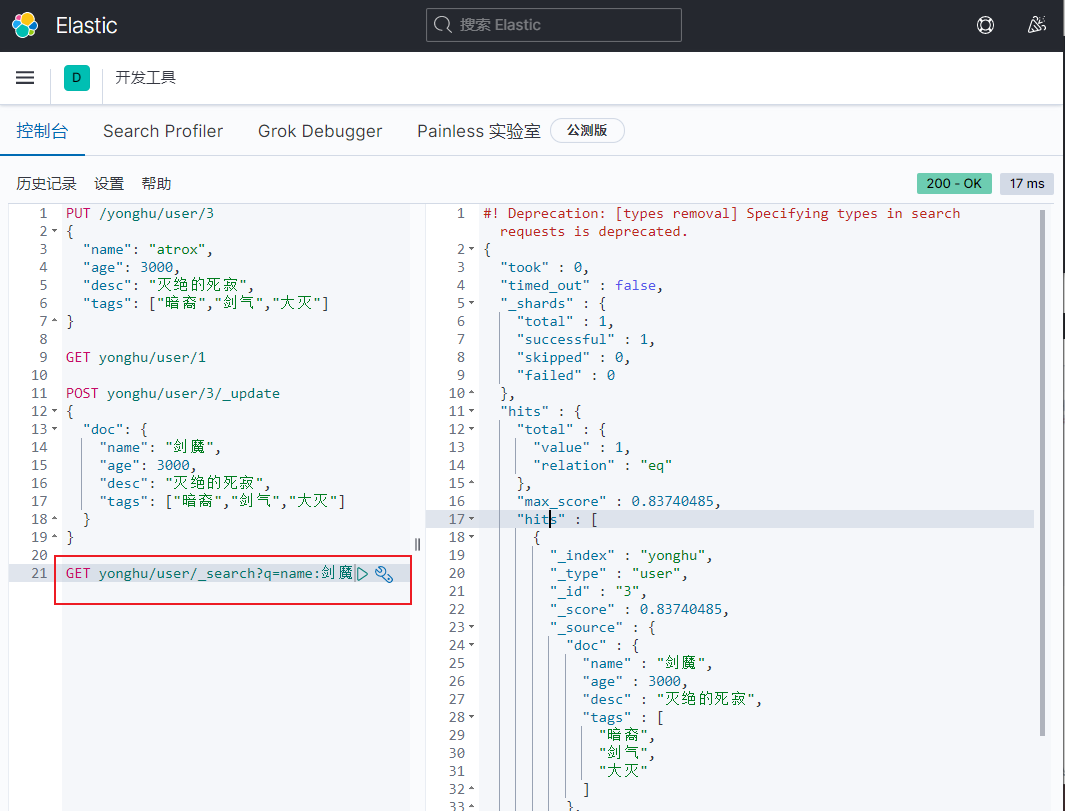 Elastic
搜索 Elastic
D
开发工具
控制台
Search Profiler
Grok Debugger
Painless 实验室
公测版
历史记录
设置
帮助
200 - OK
17 ms
1 PUT /yonghu/user/3
2 {
3 "name": "atrox",
4 "age": 3000,
5 "desc": "灭绝的死寂",
6 "tags": ["暗裔","剑气","大灭"]
7 }
8
9 GET yonghu/user/1
10
11 POST yonghu/user/3/_update
12 {
13 "doc": {
14 "name": "剑魔",
15 "age": 3000,
16 "desc": "灭绝的死寂",
17 "tags": ["暗裔","剑气","大灭"]
18 }
19 }
20
21 GET yonghu/user/_search?q=name:剑魔
1 #! Deprecation: [types removal] Specifying types in search
requests is deprecated.
2 {
3 "took" : 0,
4 "timed_out" : false,
5 "_shards" : {
6 "total" : 1,
7 "successful" : 1,
8 "skipped" : 0,
9 "failed" : 0
10 },
11 "hits" : {
12 "total" : {
13 "value" : 1,
14 "relation" : "eq"
15 },
16 "max_score" : 0.83740485,
17 "hits" : [
18 {
19 "_index" : "yonghu",
20 "_type" : "user",
21 "_id" : "3",
22 "_score" : 0.83740485,
23 "_source" : {
24 "doc" : {
25 "name" : "剑魔",
26 "age" : 3000,
27 "desc" : "灭绝的死寂",
28 "tags" : [
29 "暗裔",
30 "剑气",
31 "大灭"
32 ]
33 },